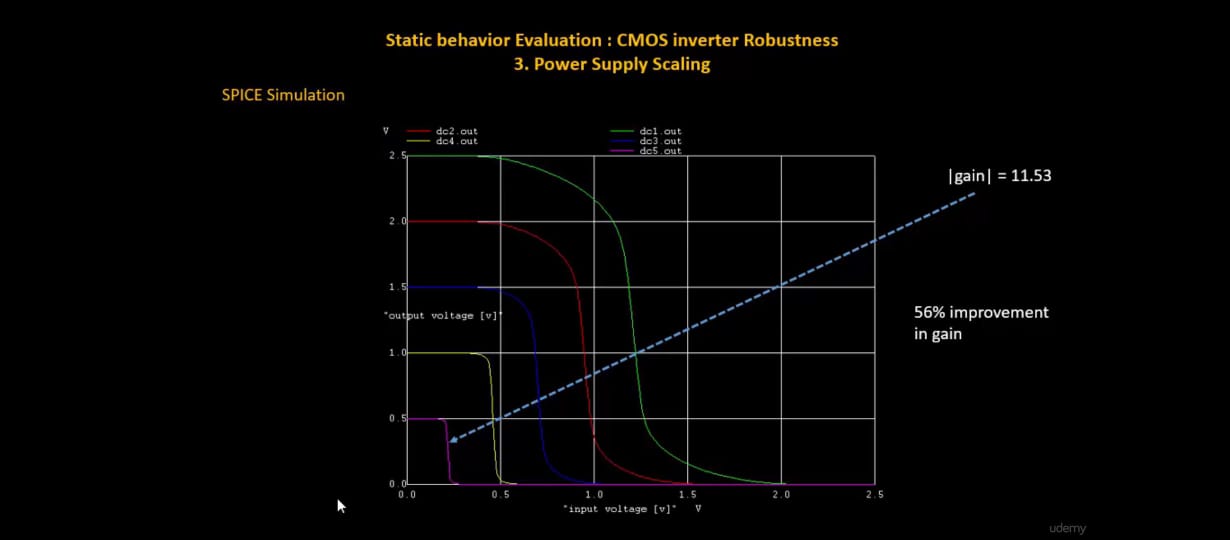 Static behavior Evaluation : CMOS inverter Robustness
3. Power Supply Scaling
SPICE Simulation
V
dc2.out
dc1.out
dc4.out
dc3.out
dc5.out
2.5
2.0
1.5
"output voltage [v]"
1.0
0.5
0.0
0.0 0.5 1.0 1.5 2.0 2.5
"input voltage [v]" V
|gain| = 11.53
56% improvement
in gain
udemy